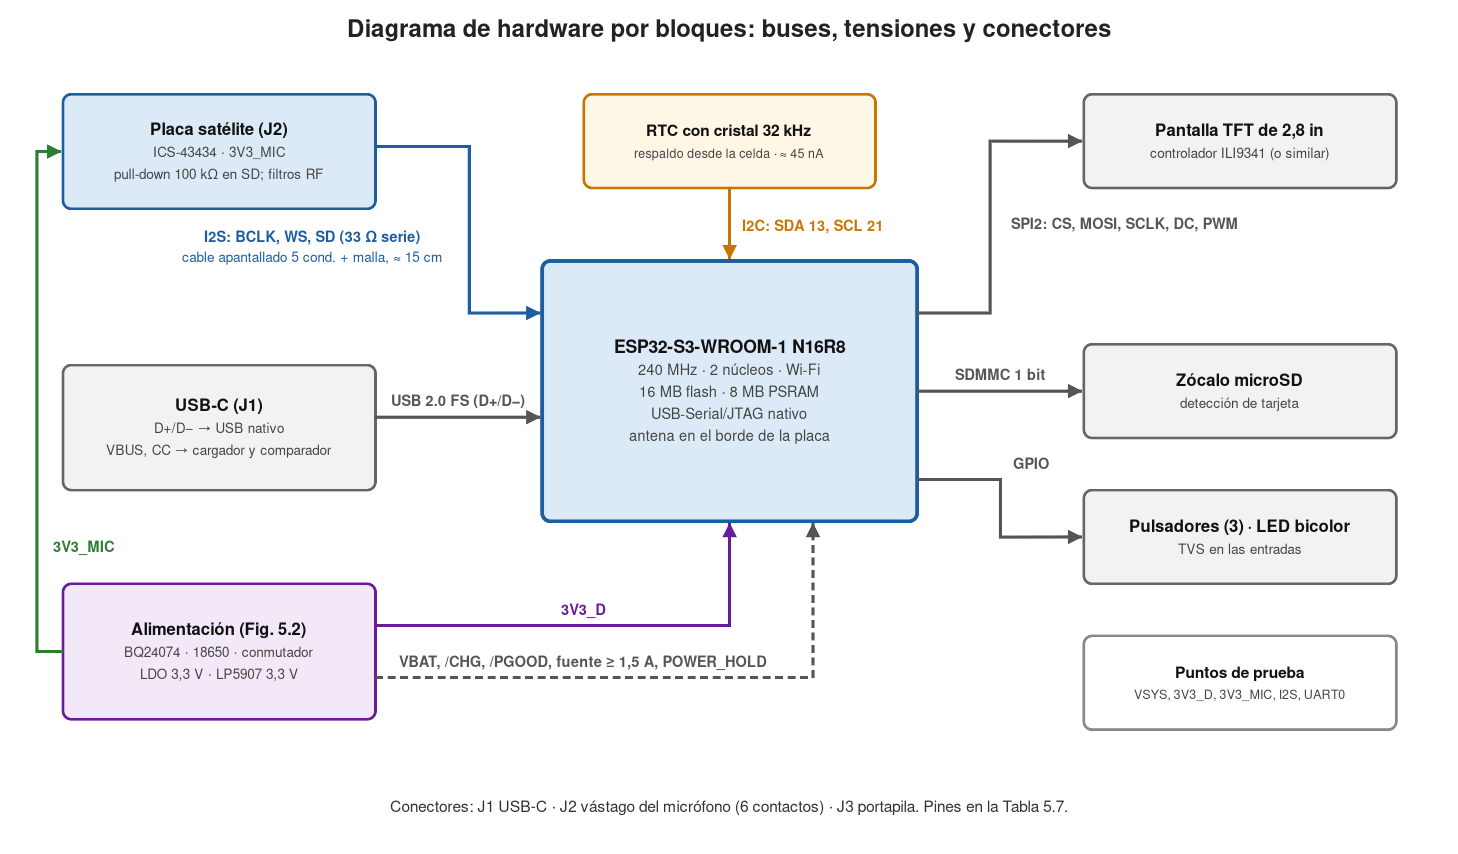 Diagrama de hardware por bloques: buses, tensiones y conectores
Placa satélite (J2)
ICS-43434 · 3V3_MIC
pull-down 100 kΩ en SD; filtros RF
RTC con cristal 32 kHz
respaldo desde la celda · ≈ 45 nA
Pantalla TFT de 2,8 in
controlador ILI9341 (o similar)
I2S: BCLK, WS, SD (33 Ω serie)
cable apantallado 5 cond. + malla, ≈ 15 cm
I2C: SDA 13, SCL 21
SPI2: CS, MOSI, SCLK, DC, PWM
ESP32-S3-WROOM-1 N16R8
240 MHz · 2 núcleos · Wi-Fi
16 MB flash · 8 MB PSRAM
USB-Serial/JTAG nativo
antena en el borde de la placa
USB-C (J1)
D+/D– → USB nativo
VBUS, CC → cargador y comparador
USB 2.0 FS (D+/D–)
SDMMC 1 bit
Zócalo microSD
detección de tarjeta
GPIO
Pulsadores (3) · LED bicolor
TVS en las entradas
3V3_MIC
Alimentación (Fig. 5.2)
BQ24074 · 18650 · conmutador
LDO 3,3 V · LP5907 3,3 V
3V3_D
VBAT, /CHG, /PGOOD, fuente ≥ 1,5 A, POWER_HOLD
Puntos de prueba
VSYS, 3V3_D, 3V3_MIC, I2S, UART0
Conectores: J1 USB-C · J2 vástago del micrófono (6 contactos) · J3 portapila. Pines en la Tabla 5.7.